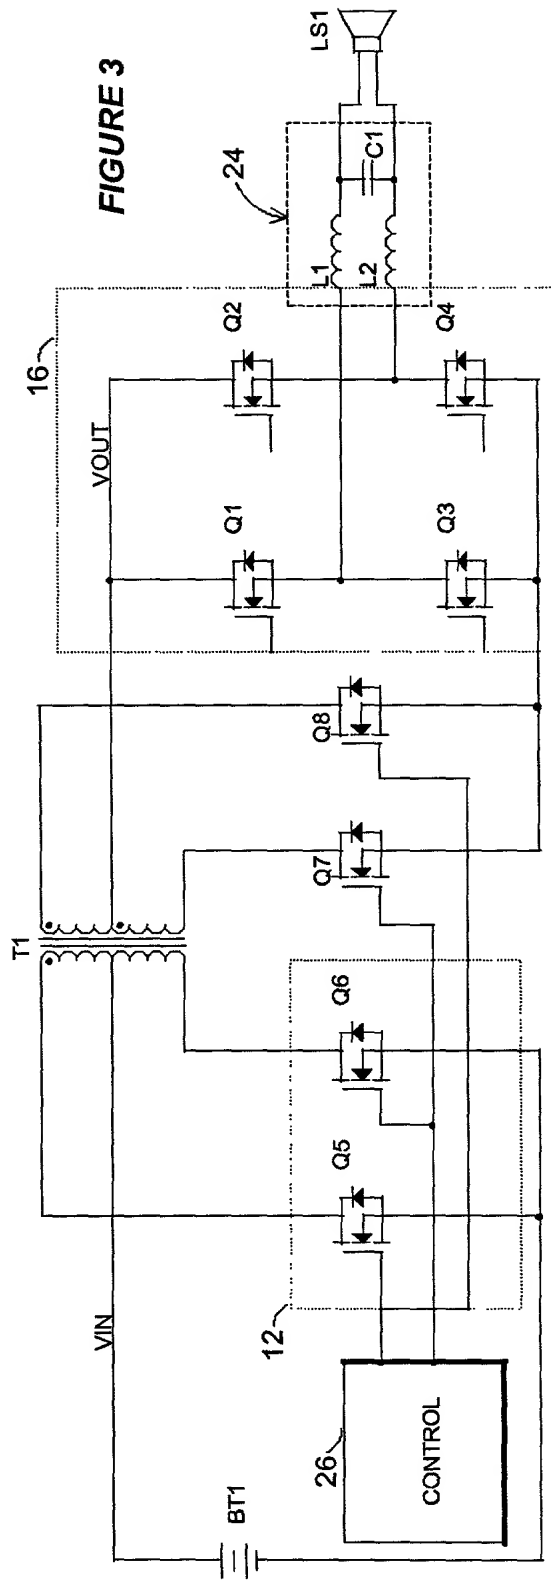 FIGURE 3
T1
VIN
VOUT
16
24
LS1
L1
L2
C1
Q1
Q2
Q3
Q4
Q5
Q6
Q7
Q8
12
26
BT1
CONTROL